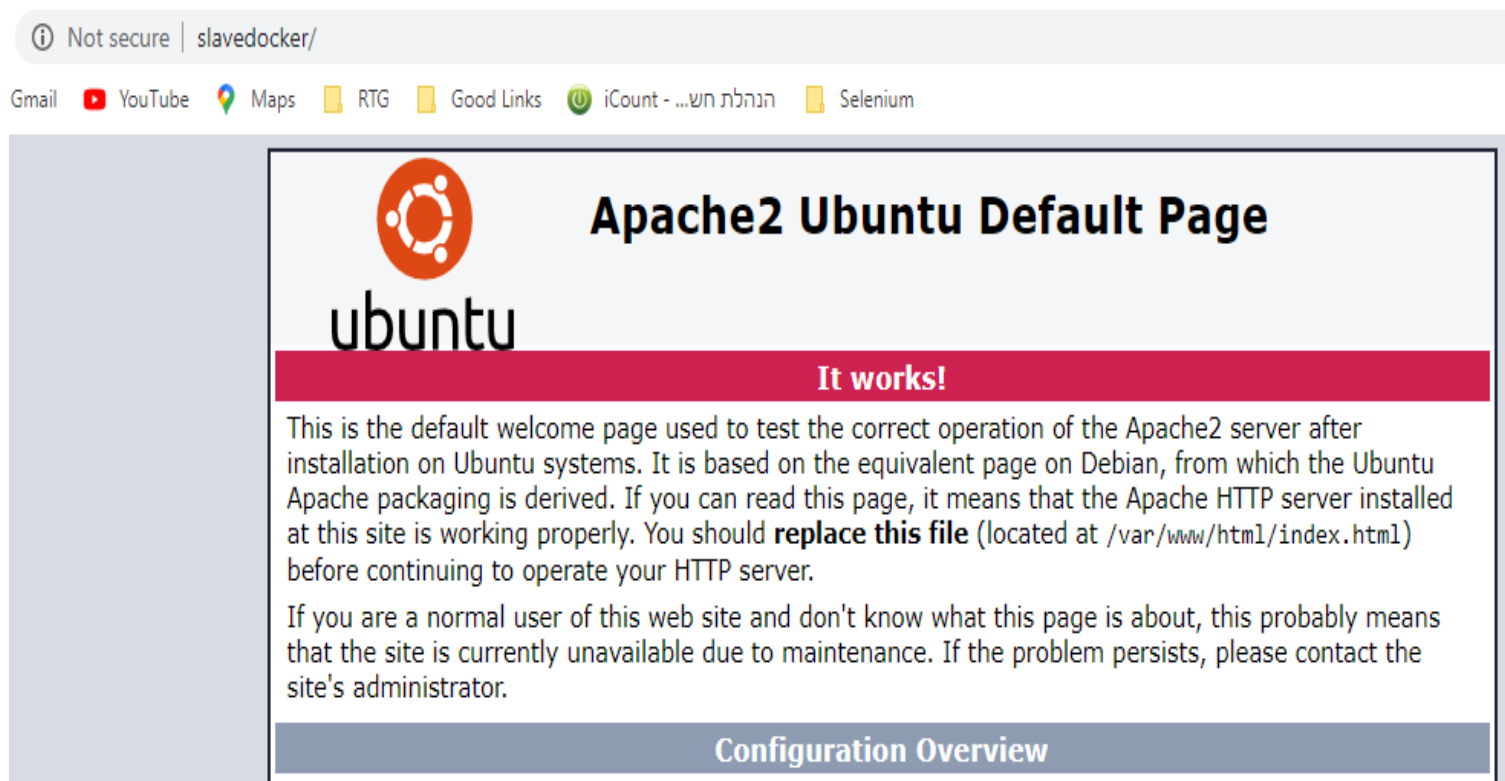 Not secure | slavedocker/
Gmail YouTube Maps RTG Good Links iCount - ...הנהלת חש Selenium
Apache2 Ubuntu Default Page
ubuntu
It works!
This is the default welcome page used to test the correct operation of the Apache2 server after
installation on Ubuntu systems. It is based on the equivalent page on Debian, from which the Ubuntu
Apache packaging is derived. If you can read this page, it means that the Apache HTTP server installed
at this site is working properly. You should replace this file (located at /var/www/html/index.html)
before continuing to operate your HTTP server.
If you are a normal user of this web site and don't know what this page is about, this probably means
that the site is currently unavailable due to maintenance. If the problem persists, please contact the
site's administrator.
Configuration Overview